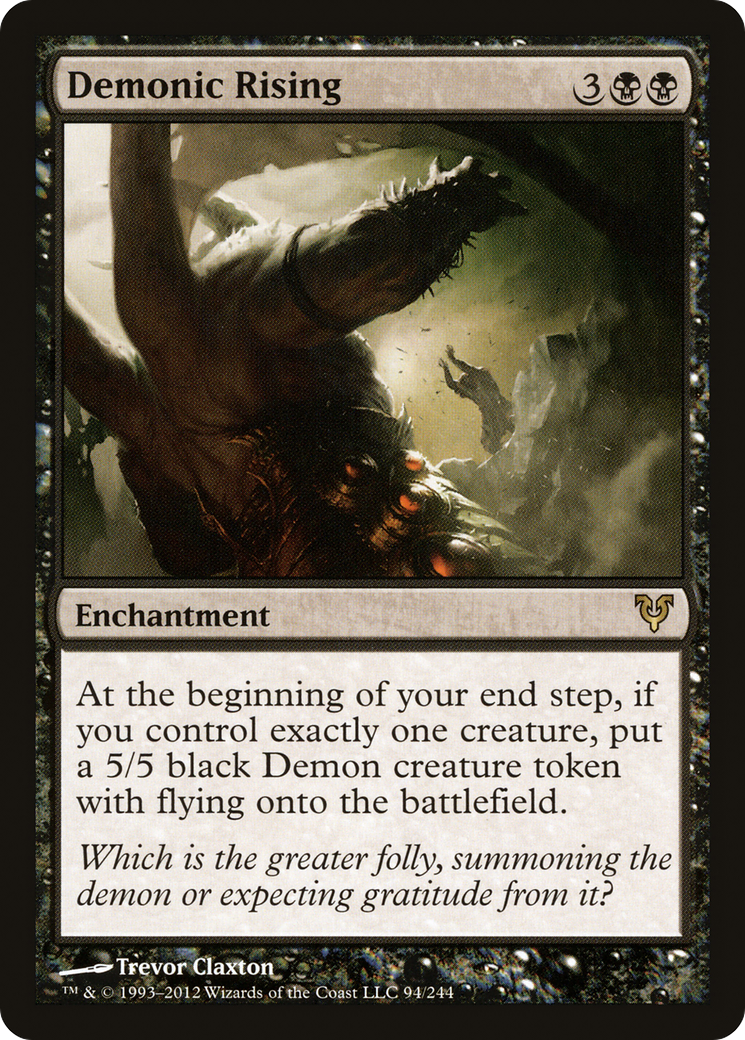 Demonic Rising 3
Enchantment
At the beginning of your end step, if
you control exactly one creature, put
a 5/5 black Demon creature token
with flying onto the battlefield.
Which is the greater folly, summoning the
demon or expecting gratitude from it?
Trevor Claxton
™ & © 1993–2012 Wizards of the Coast LLC 94/244